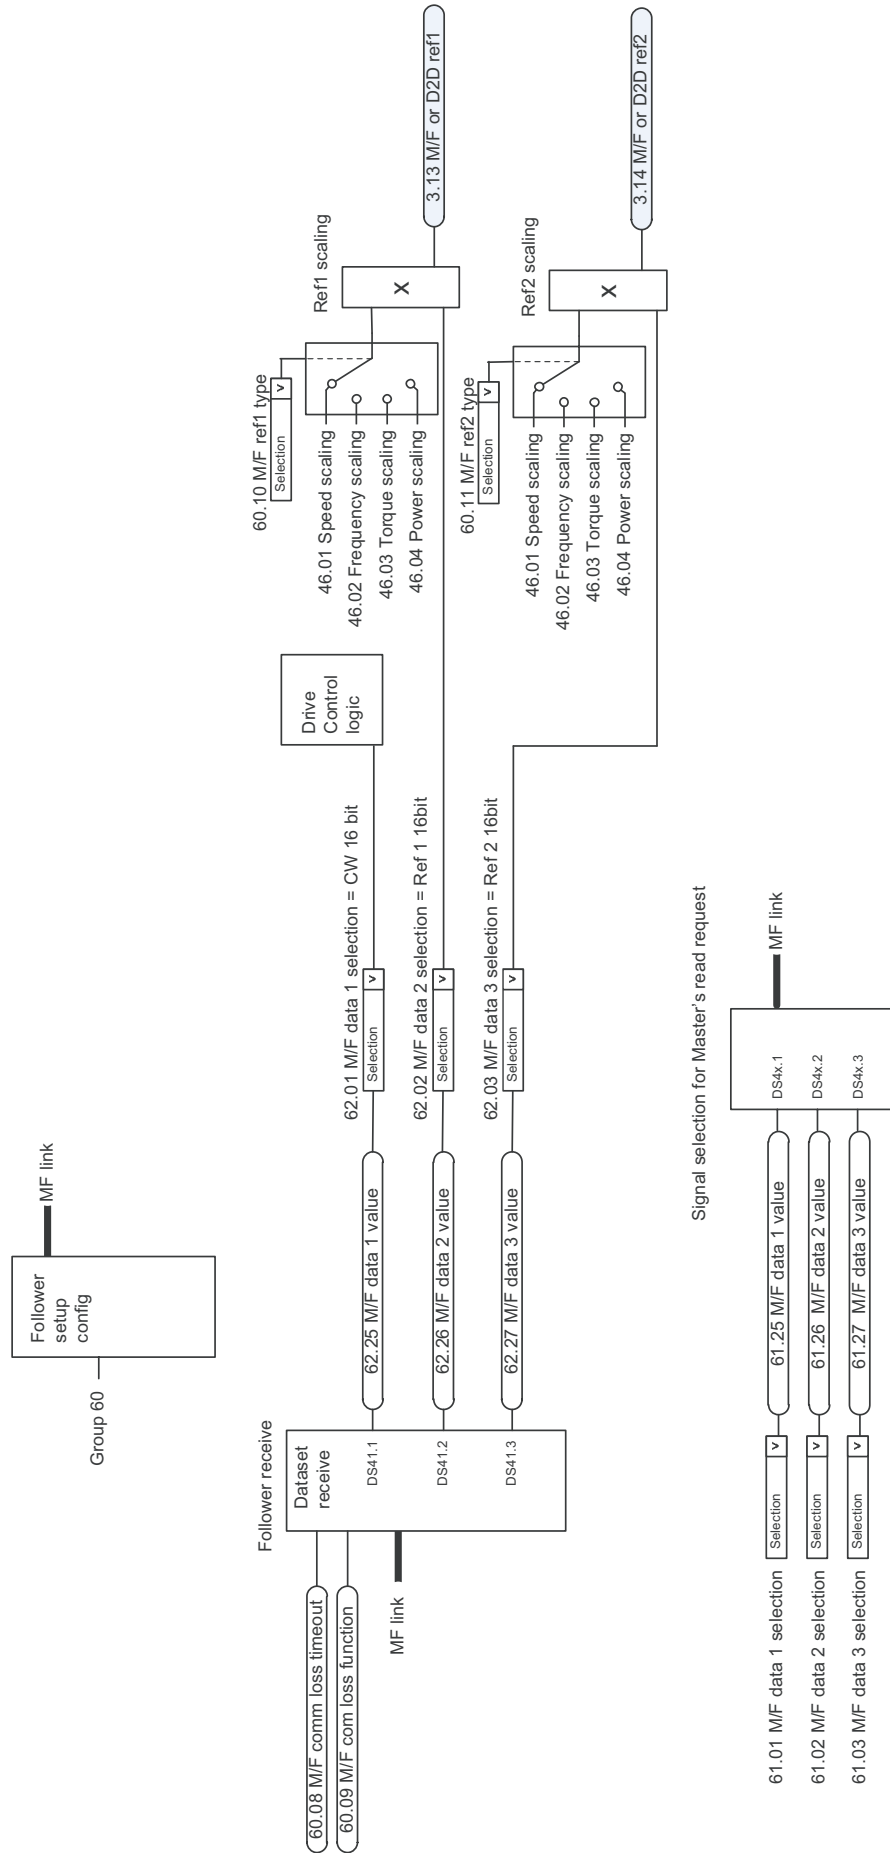 Group 60
Follower
setup
config
MF link
Follower receive
60.08 M/F comm loss timeout
60.09 M/F com loss function
MF link
Dataset
receive
DS41.1
DS41.2
DS41.3
62.25 M/F data 1 value
62.26 M/F data 2 value
62.27 M/F data 3 value
62.01 M/F data 1 selection = CW 16 bit
Selection
v
62.02 M/F data 2 selection = Ref 1 16bit
Selection
v
62.03 M/F data 3 selection = Ref 2 16bit
Selection
v
Drive
Control
logic
60.10 M/F ref1 type
Selection
v
46.01 Speed scaling
46.02 Frequency scaling
46.03 Torque scaling
46.04 Power scaling
Ref1 scaling
X
3.13 M/F or D2D ref1
60.11 M/F ref2 type
Selection
v
46.01 Speed scaling
46.02 Frequency scaling
46.03 Torque scaling
46.04 Power scaling
Ref2 scaling
X
3.14 M/F or D2D ref2
Signal selection for Master's read request
61.01 M/F data 1 selection
Selection
v
61.25 M/F data 1 value
DS4x.1
MF link
61.02 M/F data 2 selection
Selection
v
61.26 M/F data 2 value
DS4x.2
61.03 M/F data 3 selection
Selection
v
61.27 M/F data 3 value
DS4x.3